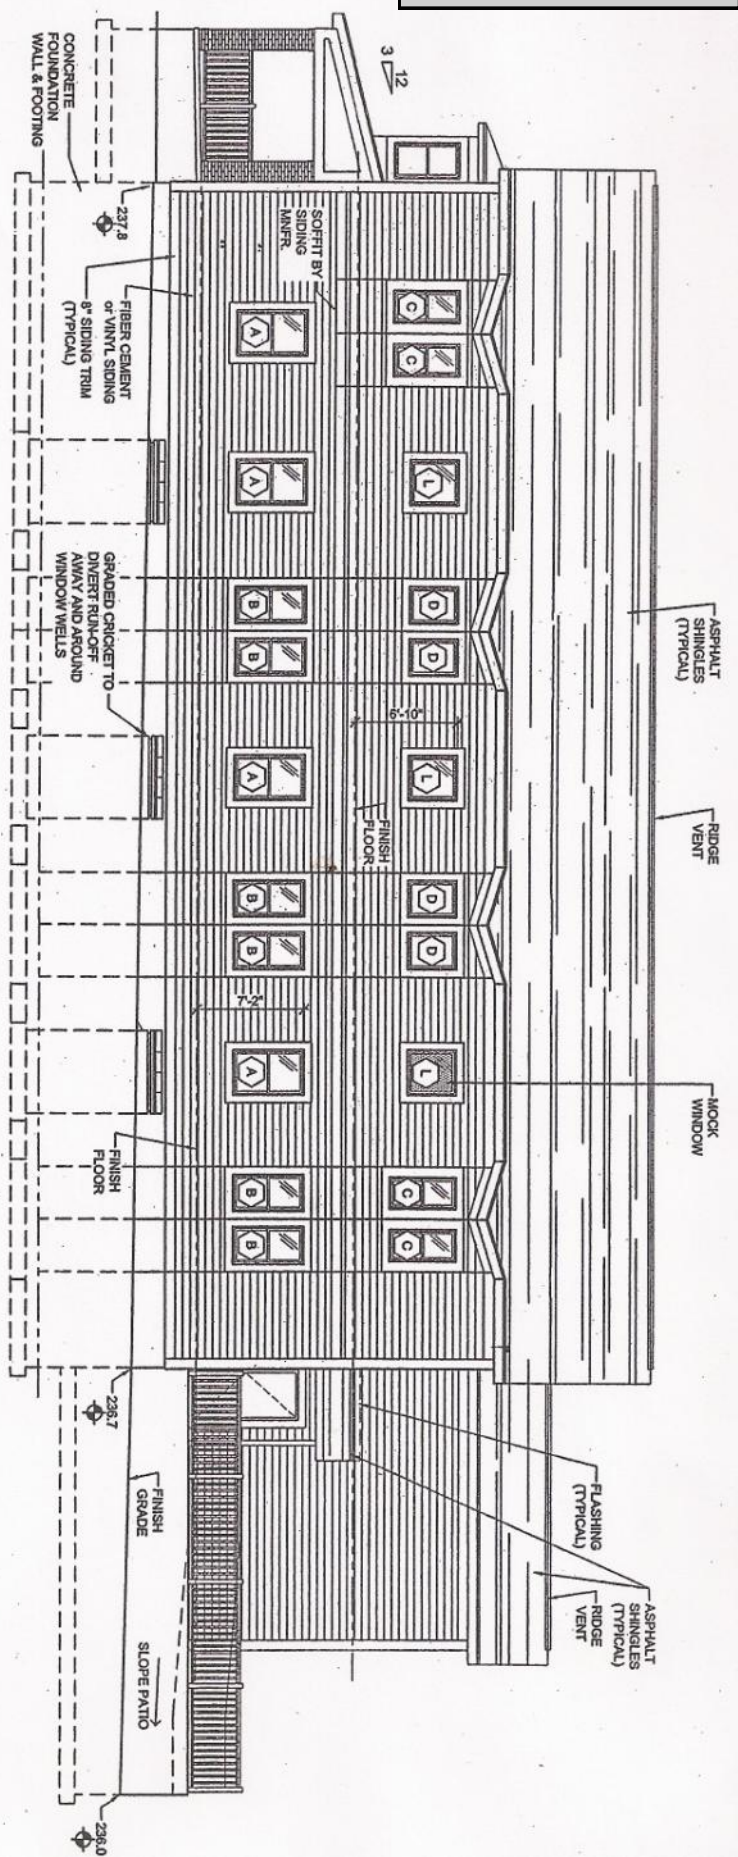 12
3
ASPHALT
SHINGLES
(TYPICAL)
RIDGE
VENT
MOCK
WINDOW
ASPHALT
SHINGLES
(TYPICAL)
RIDGE
VENT
FLASHING
(TYPICAL)
C
C
L
D
D
L
D
D
L
C
C
6'-10"
FINISH
FLOOR
SOFFIT BY
SIDING
MNFR.
A
A
B
B
A
B
B
A
B
B
7'-2"
237.8
FIBER CEMENT
or VINYL SIDING
8" SIDING TRIM
(TYPICAL)
GRADED CRICKET TO
DIVERT RUN-OFF
AWAY AND AROUND
WINDOW WELLS
FINISH
FLOOR
CONCRETE
FOUNDATION
WALL & FOOTING
236.7
FINISH
GRADE
SLOPE PATIO
236.0